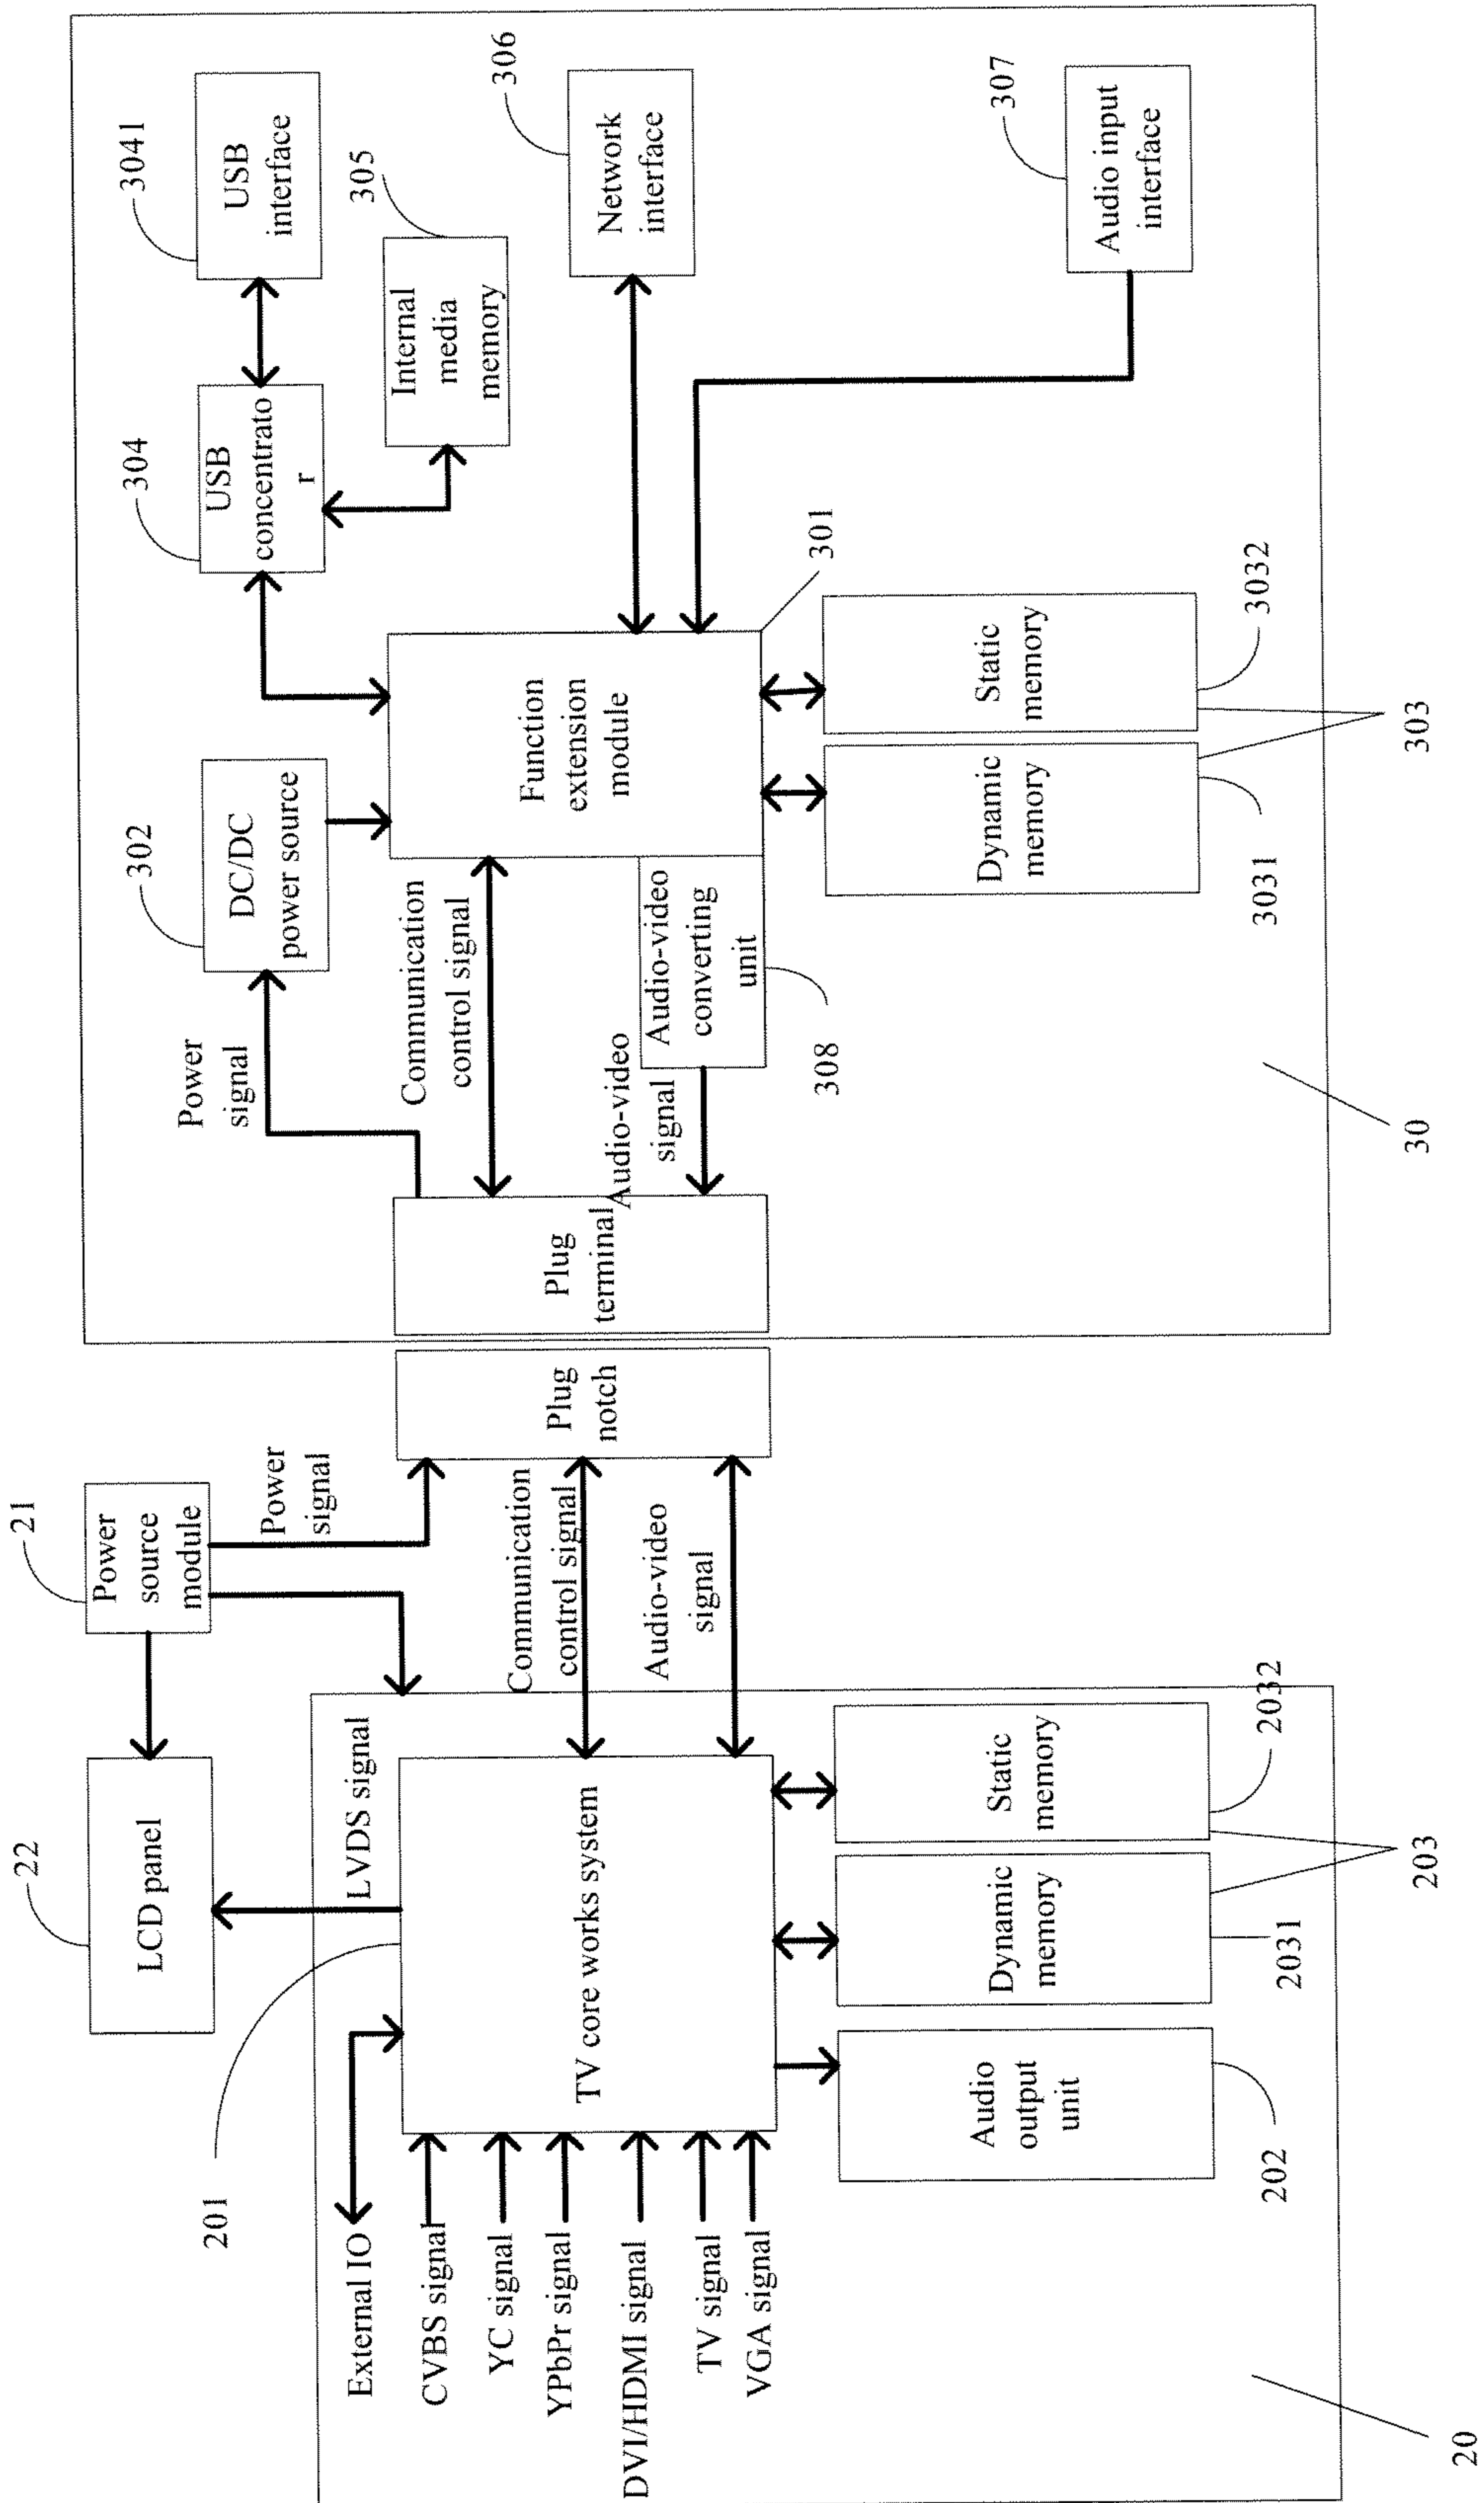 21
Power
source
module
22
LCD panel
Power
signal
LVDS signal
201
TV core works system
External IO
CVBS signal
YC signal
YPbPr signal
DVI/HDMI signal
TV signal
VGA signal
Communication
control signal
Audio-video
signal
Audio
output
unit
202
Dynamic
memory
2031
Static
memory
2032
203
20
Plug
notch
Plug
terminal
Power
signal
302
DC/DC
power source
Communication
control signal
Audio-video
signal
Audio-video
converting
unit
308
Function
extension
module
301
304
USB
concentrato
r
3041
USB
interface
305
Internal
media
memory
306
Network
interface
307
Audio input
interface
Dynamic
memory
3031
Static
memory
3032
303
30